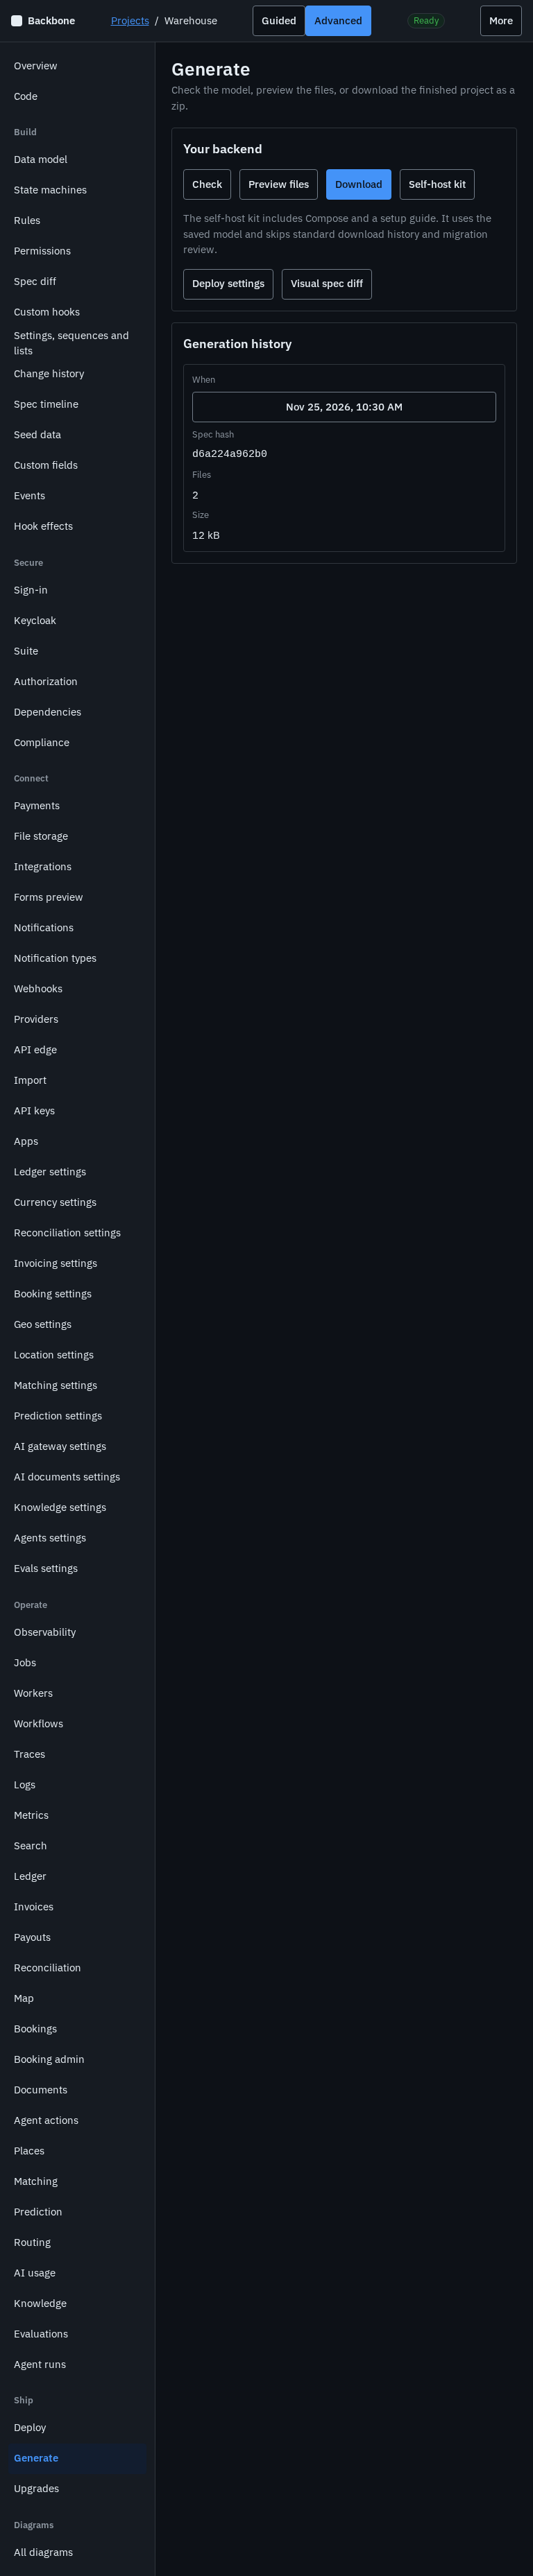 Backbone
Projects / Warehouse
Guided
Advanced
Ready
More
Overview
Code
Build
Data model
State machines
Rules
Permissions
Spec diff
Custom hooks
Settings, sequences and
lists
Change history
Spec timeline
Seed data
Custom fields
Events
Hook effects
Secure
Sign-in
Keycloak
Suite
Authorization
Dependencies
Compliance
Connect
Payments
File storage
Integrations
Forms preview
Notifications
Notification types
Webhooks
Providers
API edge
Import
API keys
Apps
Ledger settings
Currency settings
Reconciliation settings
Invoicing settings
Booking settings
Geo settings
Location settings
Matching settings
Prediction settings
AI gateway settings
AI documents settings
Knowledge settings
Agents settings
Evals settings
Operate
Observability
Jobs
Workers
Workflows
Traces
Logs
Metrics
Search
Ledger
Invoices
Payouts
Reconciliation
Map
Bookings
Booking admin
Documents
Agent actions
Places
Matching
Prediction
Routing
AI usage
Knowledge
Evaluations
Agent runs
Ship
Deploy
Generate
Upgrades
Diagrams
All diagrams
Generate
Check the model, preview the files, or download the finished project as a
zip.
Your backend
Check
Preview files
Download
Self-host kit
The self-host kit includes Compose and a setup guide. It uses the
saved model and skips standard download history and migration
review.
Deploy settings
Visual spec diff
Generation history
When
Nov 25, 2026, 10:30 AM
Spec hash
d6a224a962b0
Files
2
Size
12 kB